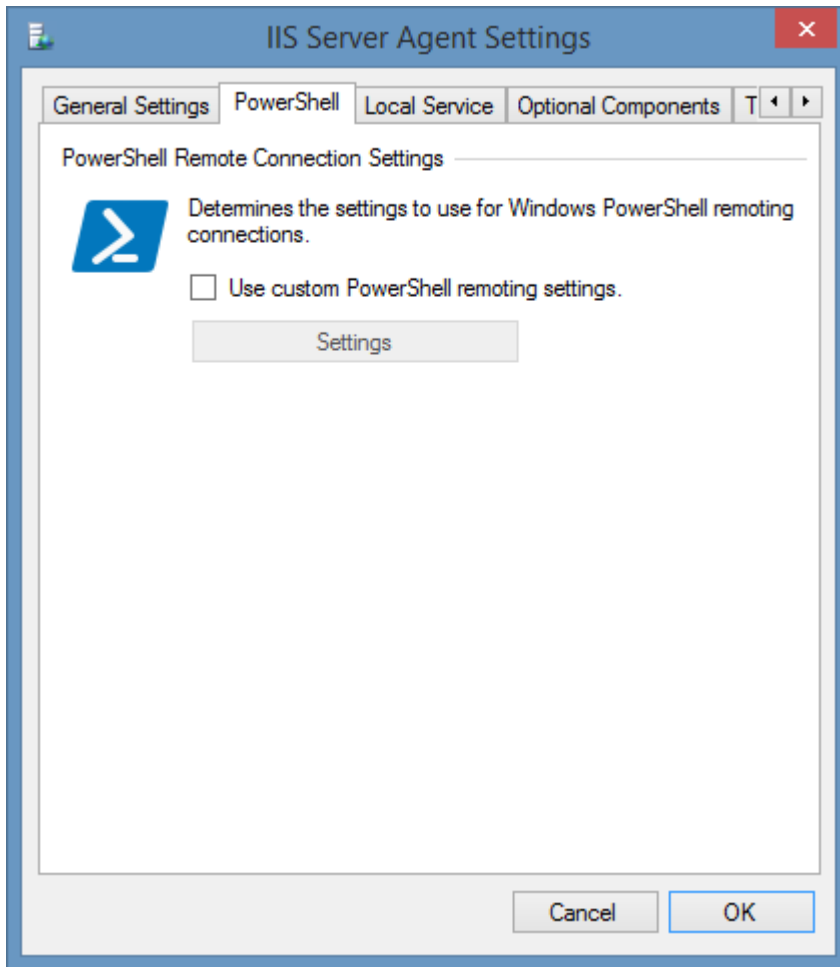 IIS Server Agent Settings
General Settings PowerShell Local Service Optional Components T
PowerShell Remote Connection Settings
Determines the settings to use for Windows PowerShell remoting
connections.
Use custom PowerShell remoting settings.
Settings
Cancel OK